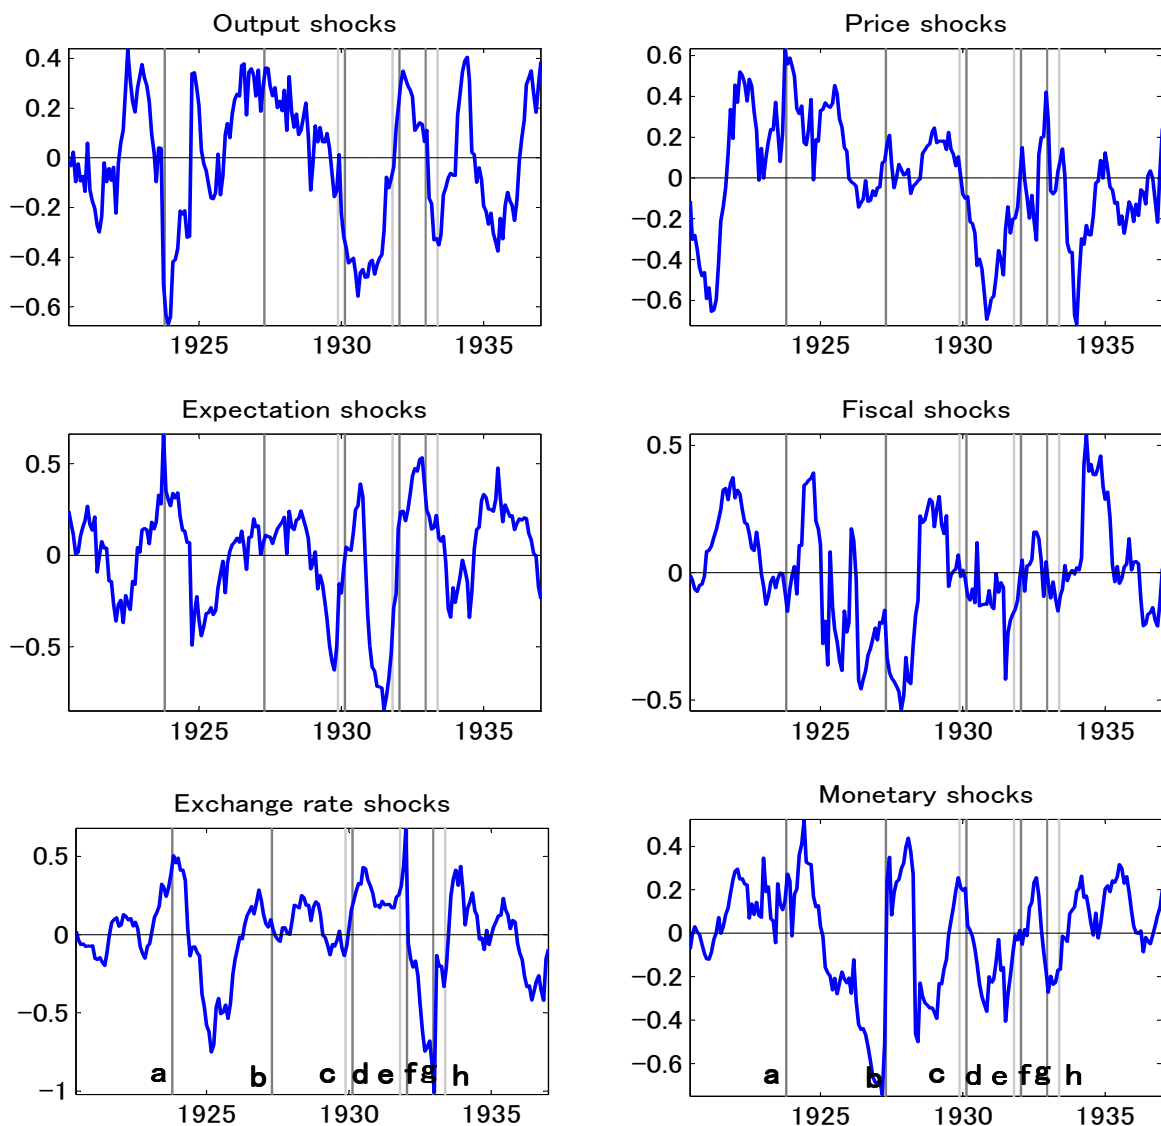 Output shocks
0.4
0.2
0
−0.2
−0.4
−0.6
1925 1930 1935
Price shocks
0.6
0.4
0.2
0
−0.2
−0.4
−0.6
1925 1930 1935
Expectation shocks
0.5
0
−0.5
1925 1930 1935
Fiscal shocks
0.5
0
−0.5
1925 1930 1935
Exchange rate shocks
0.5
0
−0.5
−1
a b c d e f g h
1925 1930 1935
Monetary shocks
0.4
0.2
0
−0.2
−0.4
−0.6
a b c d e f g h
1925 1930 1935